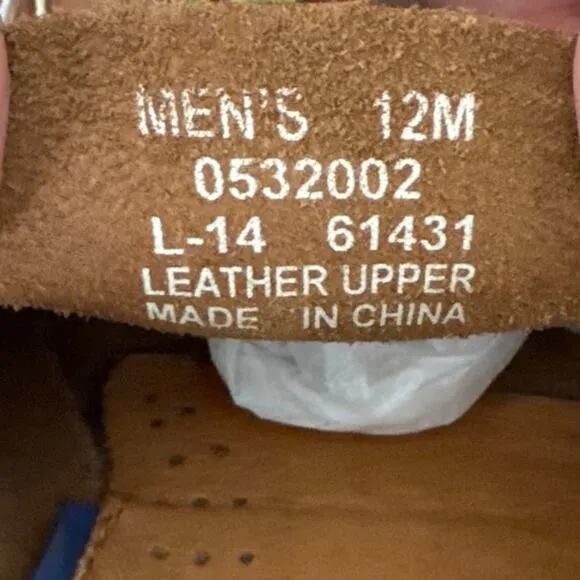 MEN'S 12M
0532002
L-14 61431
LEATHER UPPER
MADE IN CHINA